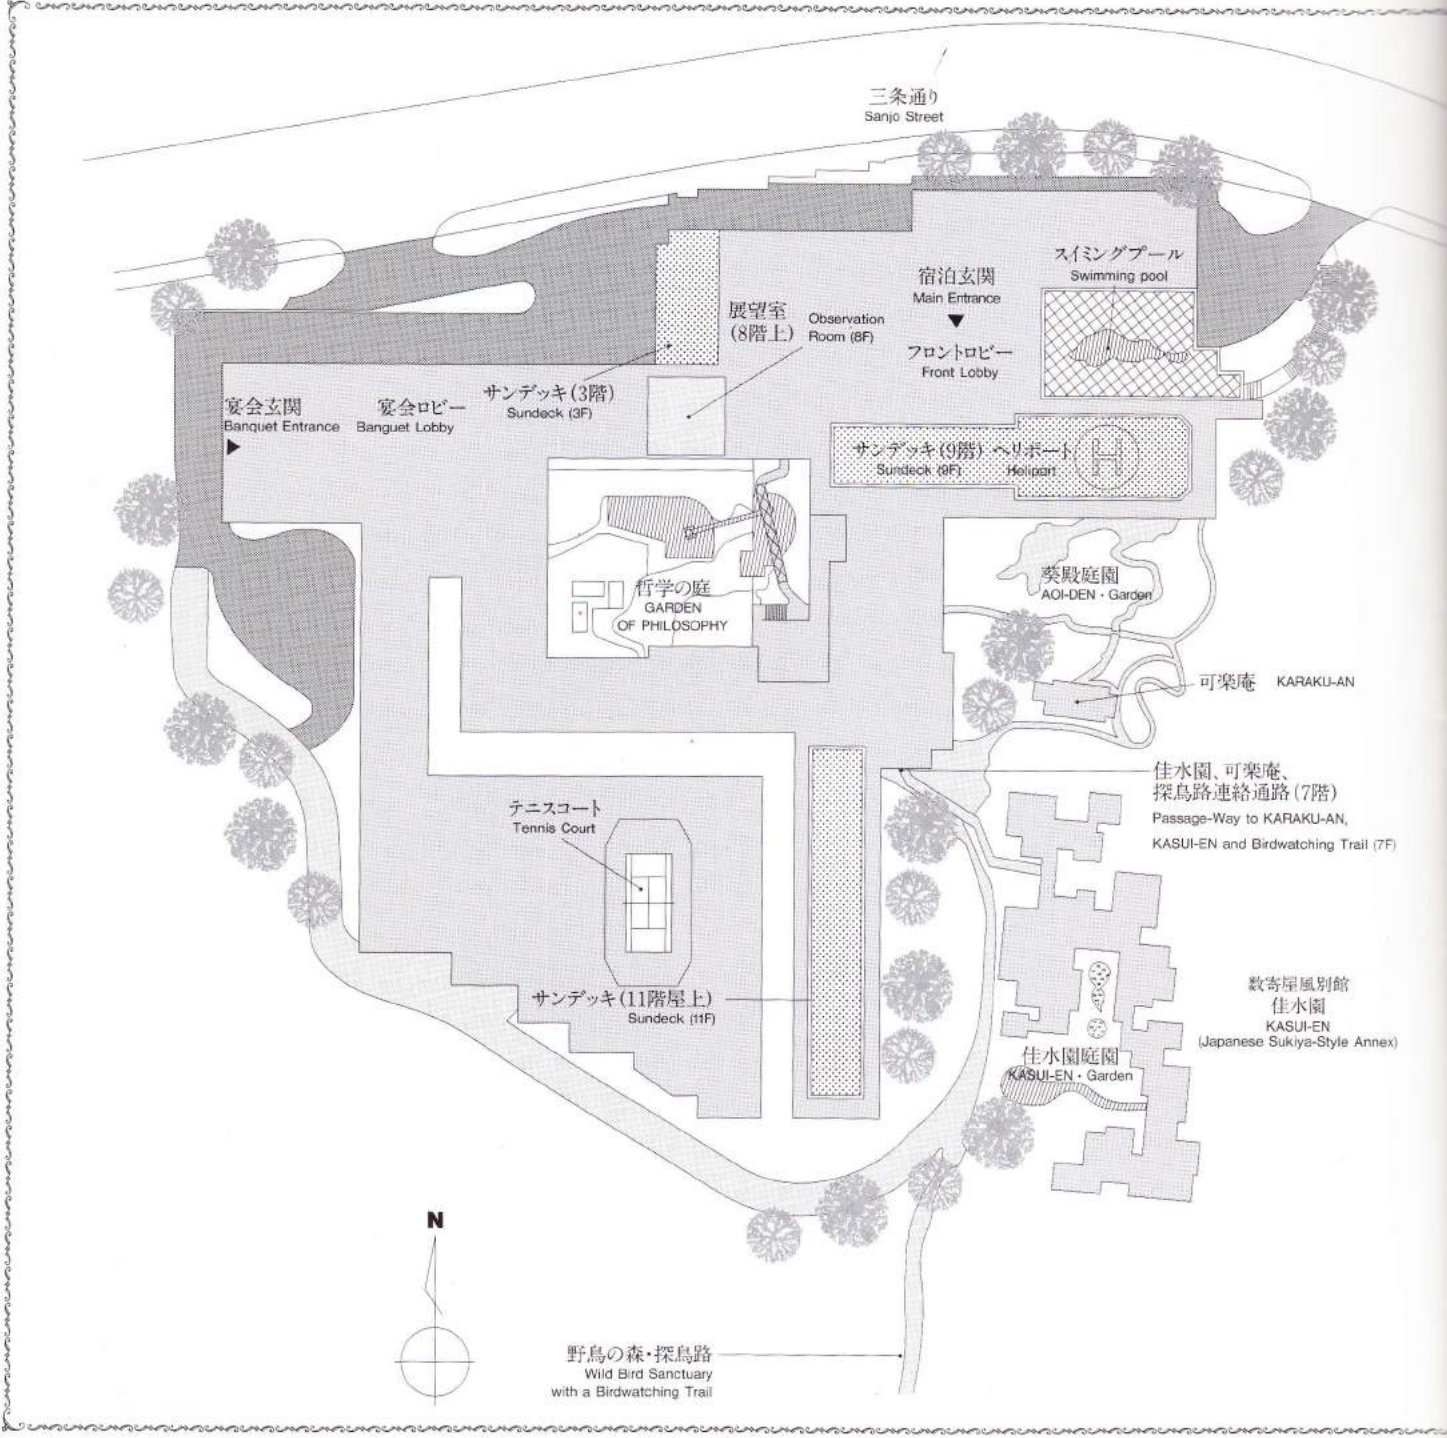 三条通り
Sanjo Street
スイミングプール
Swimming pool
宿泊玄関
Main Entrance
展望室
(8階上)
Observation
Room (8F)
フロントロビー
Front Lobby
サンデッキ(3階)
Sundeck (3F)
宴会玄関
Banquet Entrance
宴会ロビー
Banguet Lobby
サンデッキ(9階)
Sundeck (9F)
ヘリポート
Heliport
H
哲学の庭
GARDEN
OF PHILOSOPHY
葵殿庭園
AOI-DEN・Garden
可楽庵 KARAKU-AN
佳水園、可楽庵、
探鳥路連絡通路(7階)
Passage-Way to KARAKU-AN,
KASUI-EN and Birdwatching Trail (7F)
テニスコート
Tennis Court
サンデッキ(11階屋上)
Sundeck (11F)
数寄屋風別館
佳水園
KASUI-EN
(Japanese Sukiya-Style Annex)
佳水園庭園
KASUI-EN・Garden
N
野鳥の森・探鳥路
Wild Bird Sanctuary
with a Birdwatching Trail